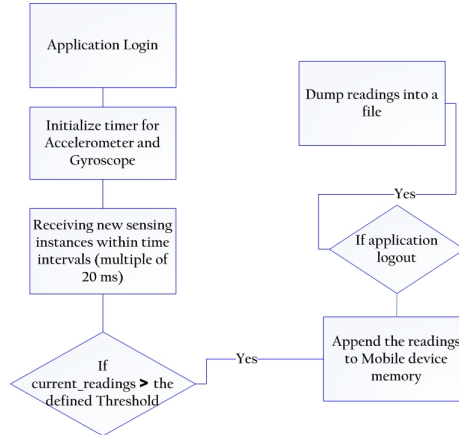 Application Login
Initialize timer for
Accelerometer and
Gyroscope
Receiving new sensing
instances within time
intervals (multiple of
20 ms)
If
current_readings > the
defined Threshold
Yes
Append the readings
to Mobile device
memory
If application
logout
Yes
Dump readings into a
file